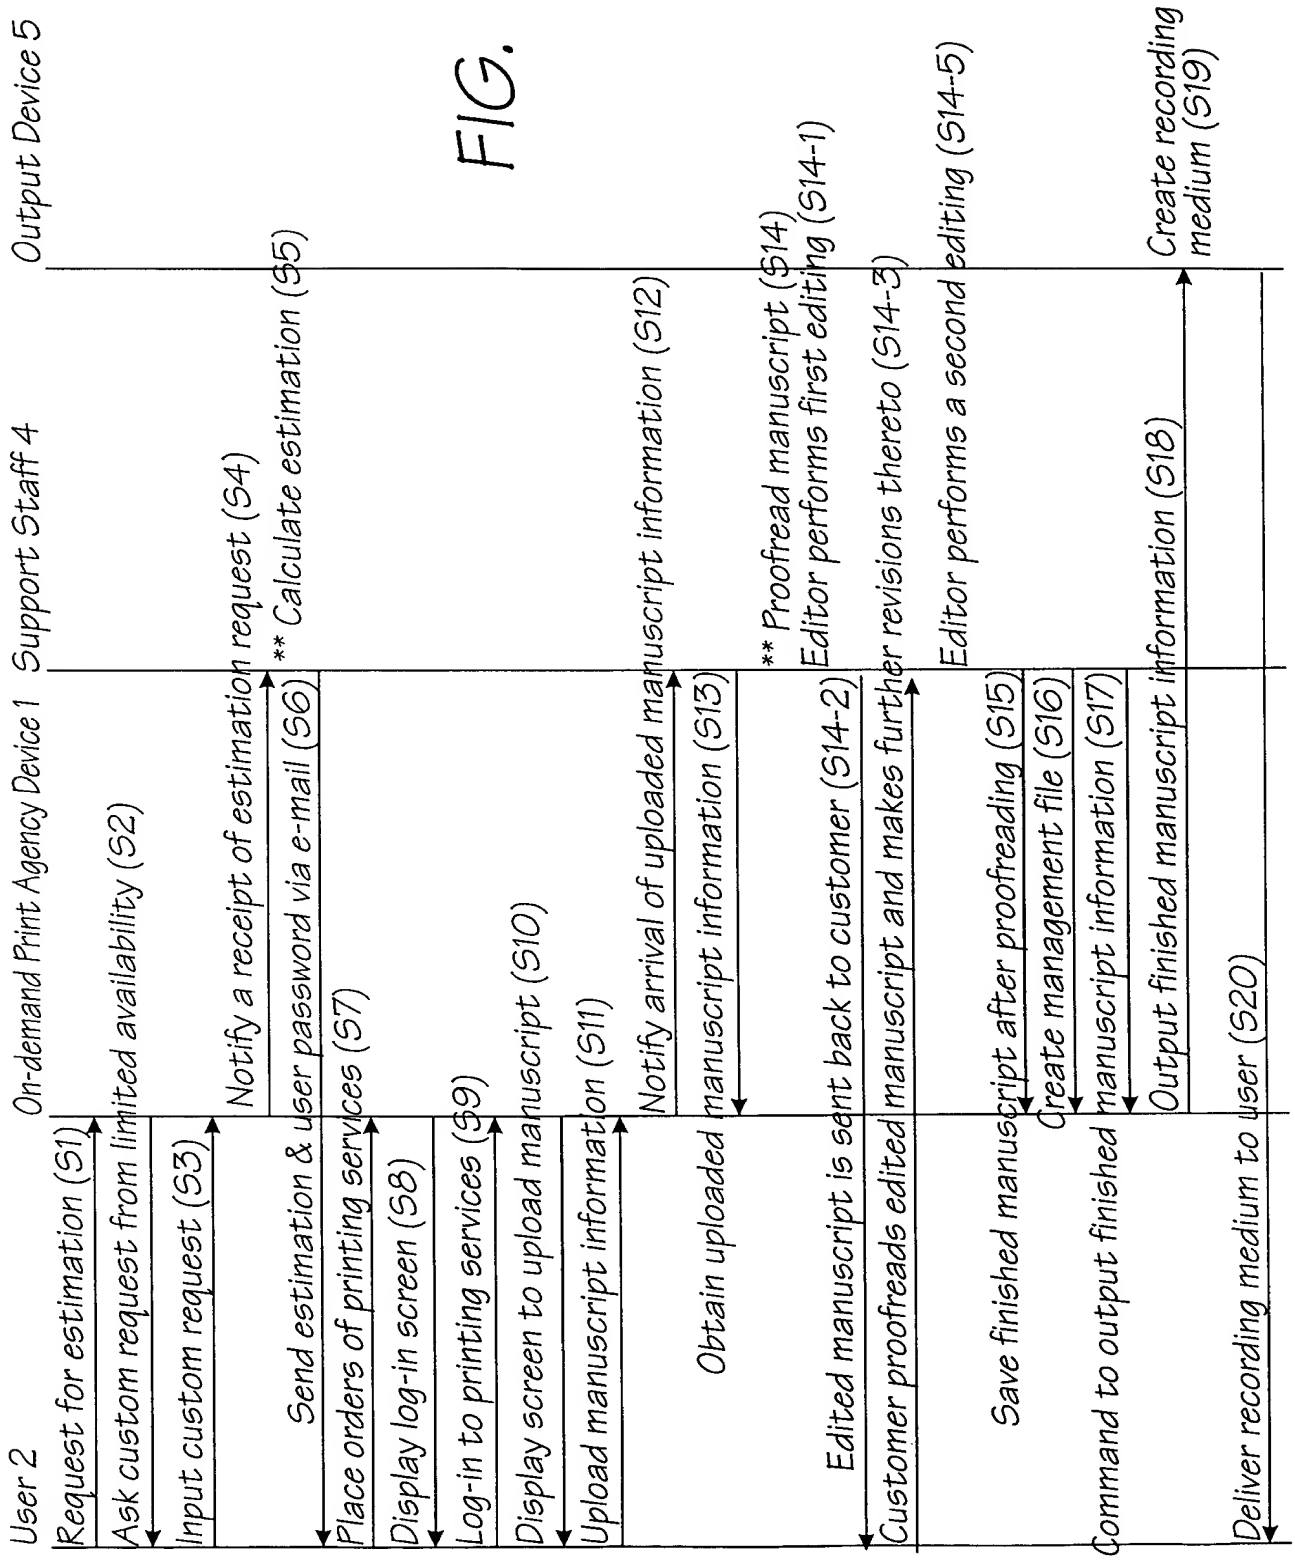 User 2
On-demand Print Agency Device 1
Support Staff 4
Output Device 5
Request for estimation (S1)
Ask custom request from limited availability (S2)
Input custom request (S3)
Notify a receipt of estimation request (S4)
** Calculate estimation (S5)
Send estimation & user password via e-mail (S6)
Place orders of printing services (S7)
Display log-in screen (S8)
Log-in to printing services (S9)
Display screen to upload manuscript (S10)
Upload manuscript information (S11)
Notify arrival of uploaded manuscript information (S12)
Obtain uploaded manuscript information (S13)
** Proofread manuscript (S14)
Editor performs first editing (S14-1)
Edited manuscript is sent back to customer (S14-2)
Customer proofreads edited manuscript and makes further revisions thereto (S14-3)
Editor performs a second editing (S14-5)
Save finished manuscript after proofreading (S15)
Create management file (S16)
Command to output finished manuscript information (S17)
Output finished manuscript information (S18)
Create recording
medium (S19)
Deliver recording medium to user (S20)
FIG.